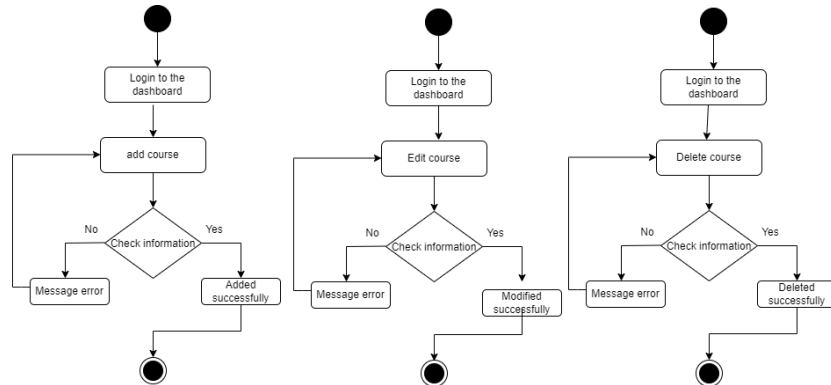 Login to the
dashboard
add course
No
Yes
Check information
Message error
Added
successfully
Login to the
dashboard
Edit course
No
Yes
Check information
Message error
Modified
successfully
Login to the
dashboard
Delete course
No
Yes
Check information
Message error
Deleted
successfully